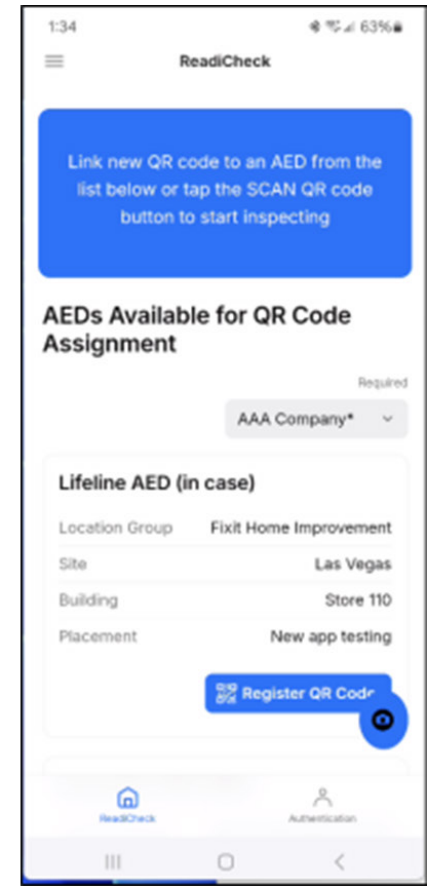 1:34 63%
ReadiCheck
Link new QR code to an AED from the
list below or tap the SCAN QR code
button to start inspecting
AEDs Available for QR Code
Assignment
Required
AAA Company*
Lifeline AED (in case)
Location Group Fixit Home Improvement
Site Las Vegas
Building Store 110
Placement New app testing
Register QR Code
ReadiCheck Authentication